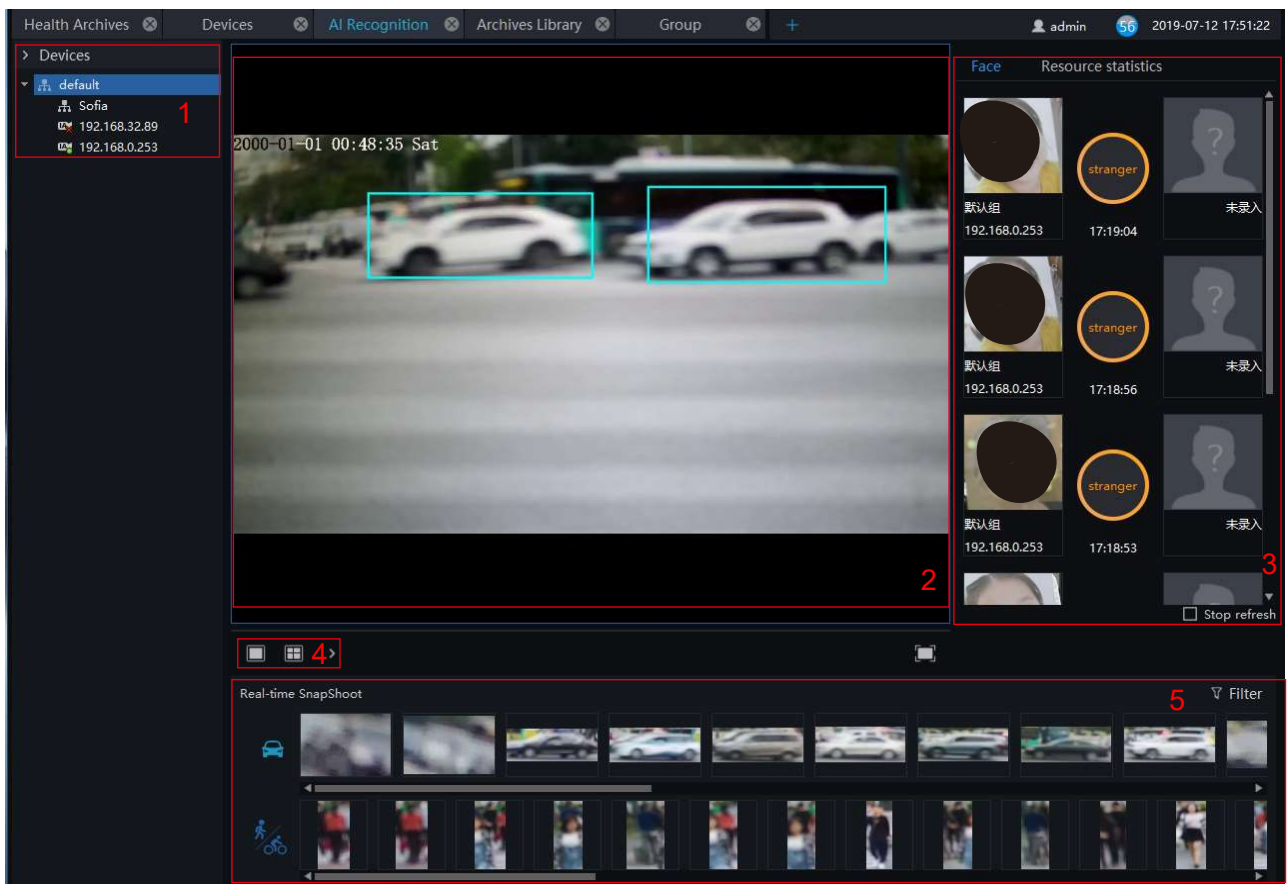 Health Archives
Devices
AI Recognition
Archives Library
Group
admin
56
2019-07-12 17:51:22
Devices
default
Sofia
192.168.32.89
192.168.0.253
1
2000-01-01 00:48:35 Sat
2
Face
Resource statistics
stranger
默认组
未录入
192.168.0.253
17:19:04
stranger
默认组
未录入
192.168.0.253
17:18:56
stranger
默认组
未录入
192.168.0.253
17:18:53
3
Stop refresh
4
Real-time SnapShoot
5
Filter